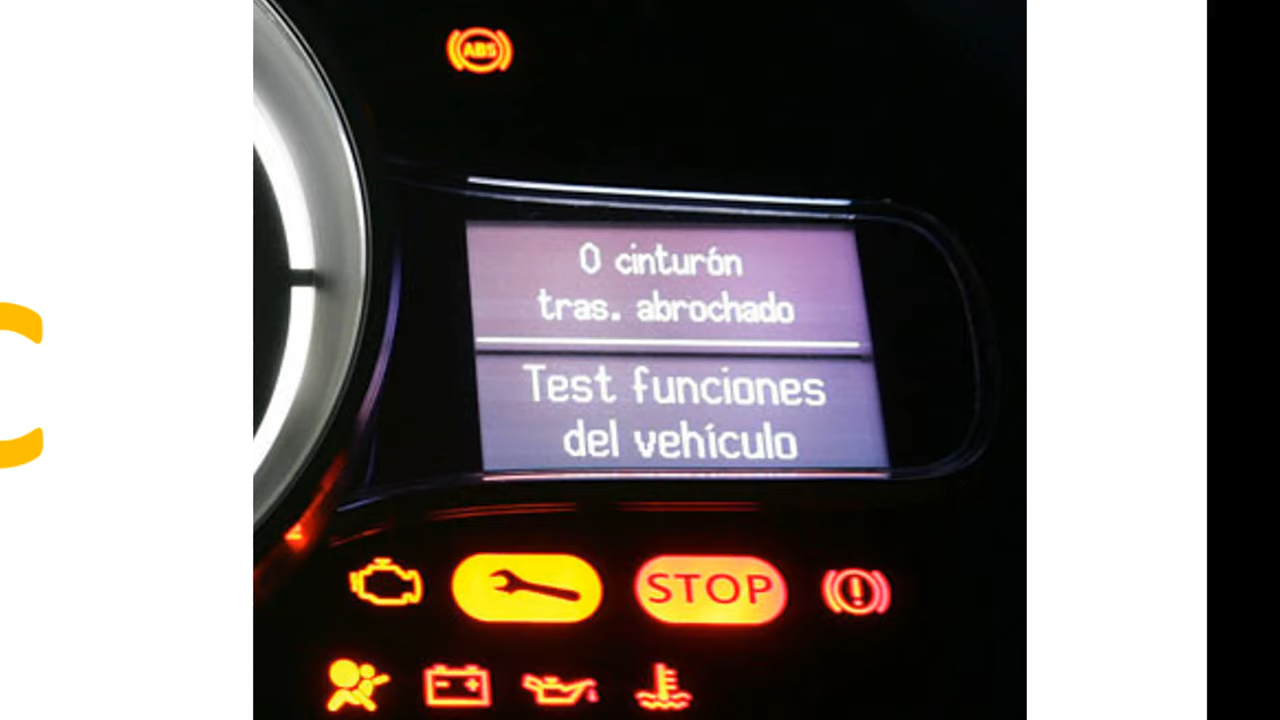 ABS
0 cinturón
tras. abrochado
Test funciones
del vehículo
STOP